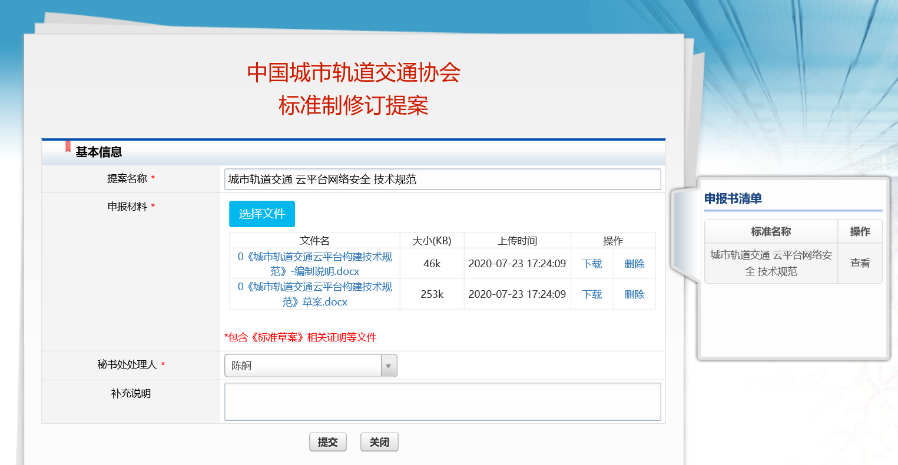 中国城市轨道交通协会
标准制修订提案
基本信息
提案名称 *
城市轨道交通 云平台网络安全 技术规范
申报材料 *
选择文件
文件名 大小(KB) 上传时间 操作
0《城市轨道交通云平台构建技术规
范》-编制说明.docx
46k 2020-07-23 17:24:09 下载 删除
0《城市轨道交通云平台构建技术规
范》草案.docx
253k 2020-07-23 17:24:09 下载 删除
*包含《标准草案》相关证明等文件
秘书处处理人 *
陈舸
补充说明
提交 关闭
申报书清单
标准名称 操作
城市轨道交通 云平台网络安
全 技术规范
查看